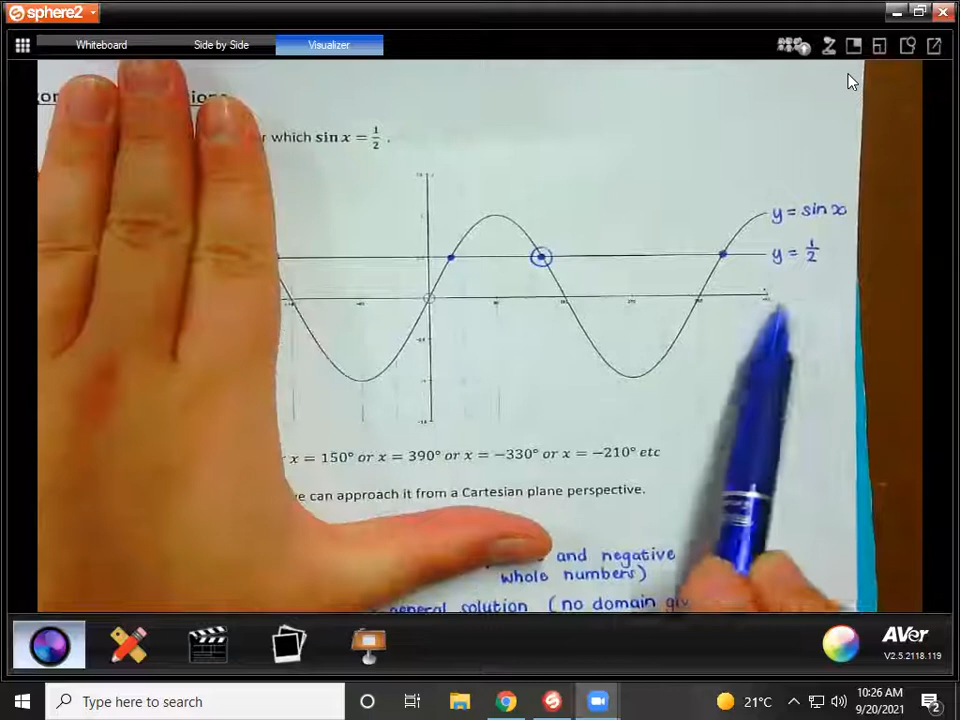 sphere2
Whiteboard
Side by Side
Visualizer
which sin x = 1/2 .
y = sin x
y = 1/2
x = 150° or x = 390° or x = −330° or x = −210° etc
can approach it from a Cartesian plane perspective.
and negative
whole numbers)
general solution (no domain
AVer
V2.5.2118.119
Type here to search
21°C
10:26 AM
9/20/2021
2